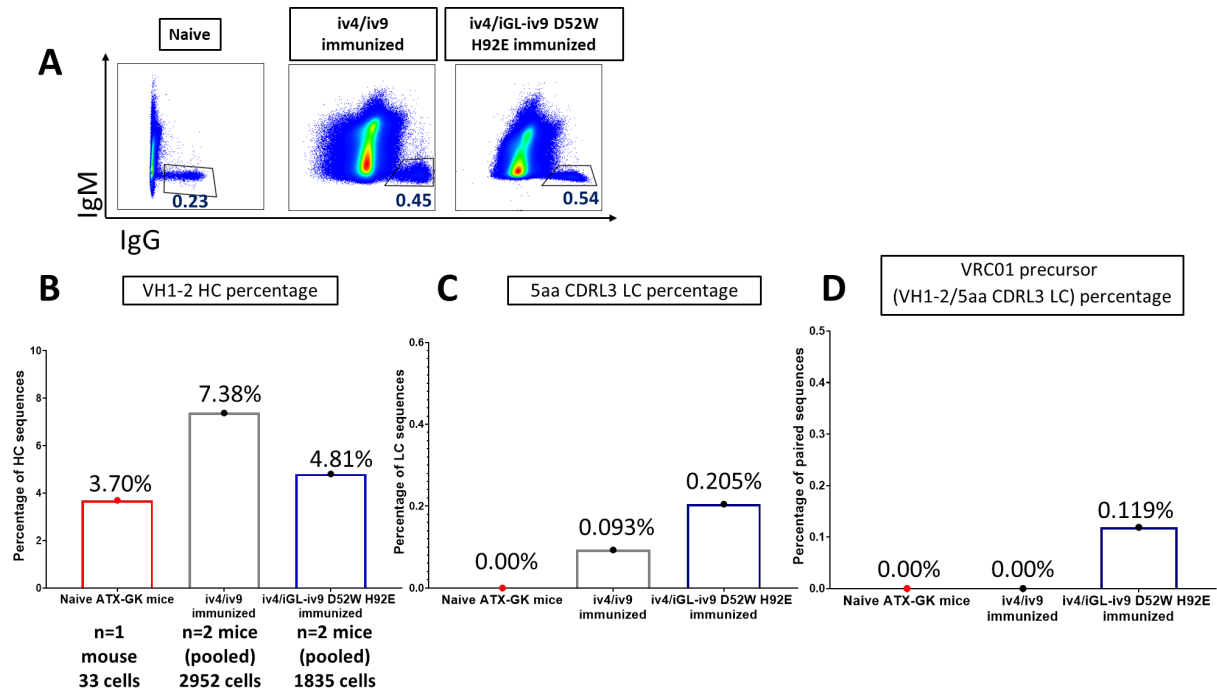 A
Naive
iv4/iv9
immunized
iv4/iGL-iv9 D52W
H92E immunized
IgM
0.23
0.45
0.54
IgG
B
VH1-2 HC percentage
Percentage of HC sequences
10
8
6
4
2
0
3.70%
7.38%
4.81%
Naive ATX-GK mice
iv4/iv9
immunized
iv4/iGL-iv9 D52W H92E
immunized
n=1
mouse
33 cells
n=2 mice
(pooled)
2952 cells
n=2 mice
(pooled)
1835 cells
C
5aa CDRL3 LC percentage
Percentage of LC sequences
0.6
0.4
0.2
0.0
0.00%
0.093%
0.205%
Naive ATX-GK mice
iv4/iv9
immunized
iv4/iGL-iv9 D52W H92E
immunized
D
VRC01 precursor
(VH1-2/5aa CDRL3 LC) percentage
Percentage of paired sequences
0.5
0.4
0.3
0.2
0.1
0.0
0.00%
0.00%
0.119%
Naive ATX-GK mice
iv4/iv9
immunized
iv4/iGL-iv9 D52W H92E
immunized